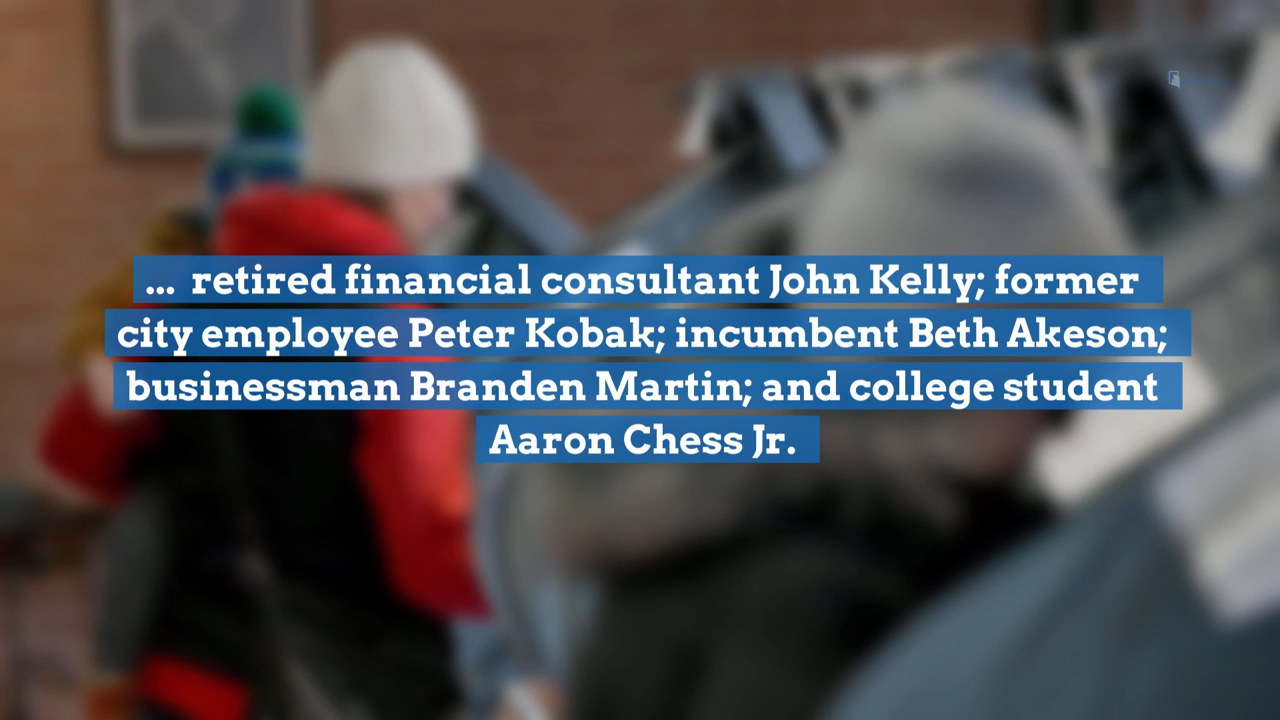 ... retired financial consultant John Kelly; former
city employee Peter Kobak; incumbent Beth Akeson;
businessman Branden Martin; and college student
Aaron Chess Jr.